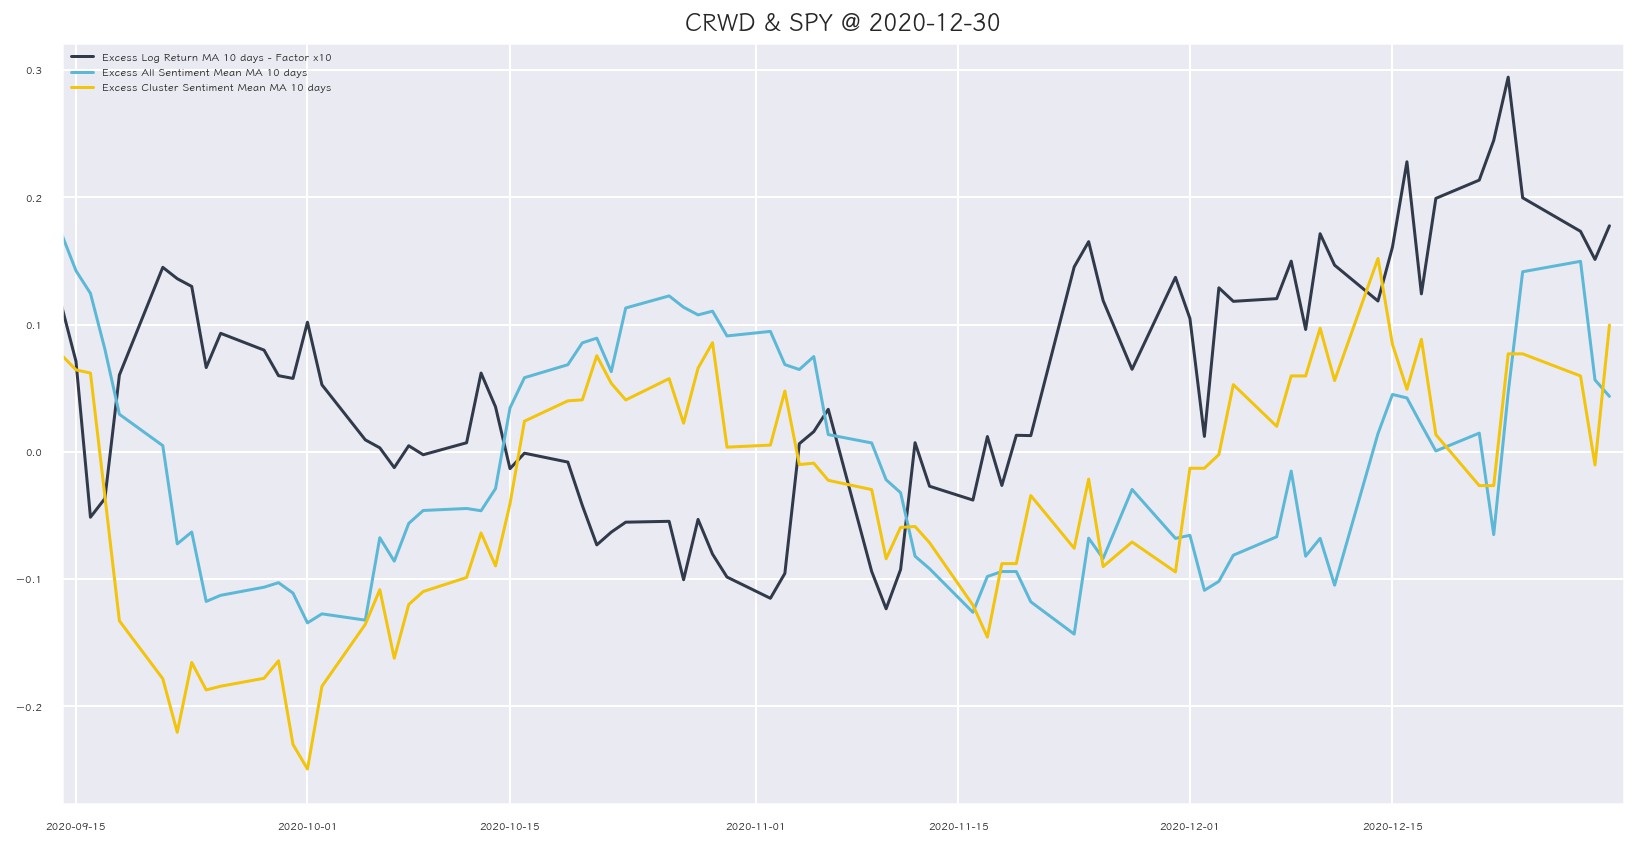 CRWD & SPY @ 2020-12-30
Excess Log Return MA 10 days - Factor x10
Excess All Sentiment Mean MA 10 days
Excess Cluster Sentiment Mean MA 10 days
0.3
0.2
0.1
0.0
−0.1
−0.2
2020-09-15 2020-10-01 2020-10-15 2020-11-01 2020-11-15 2020-12-01 2020-12-15